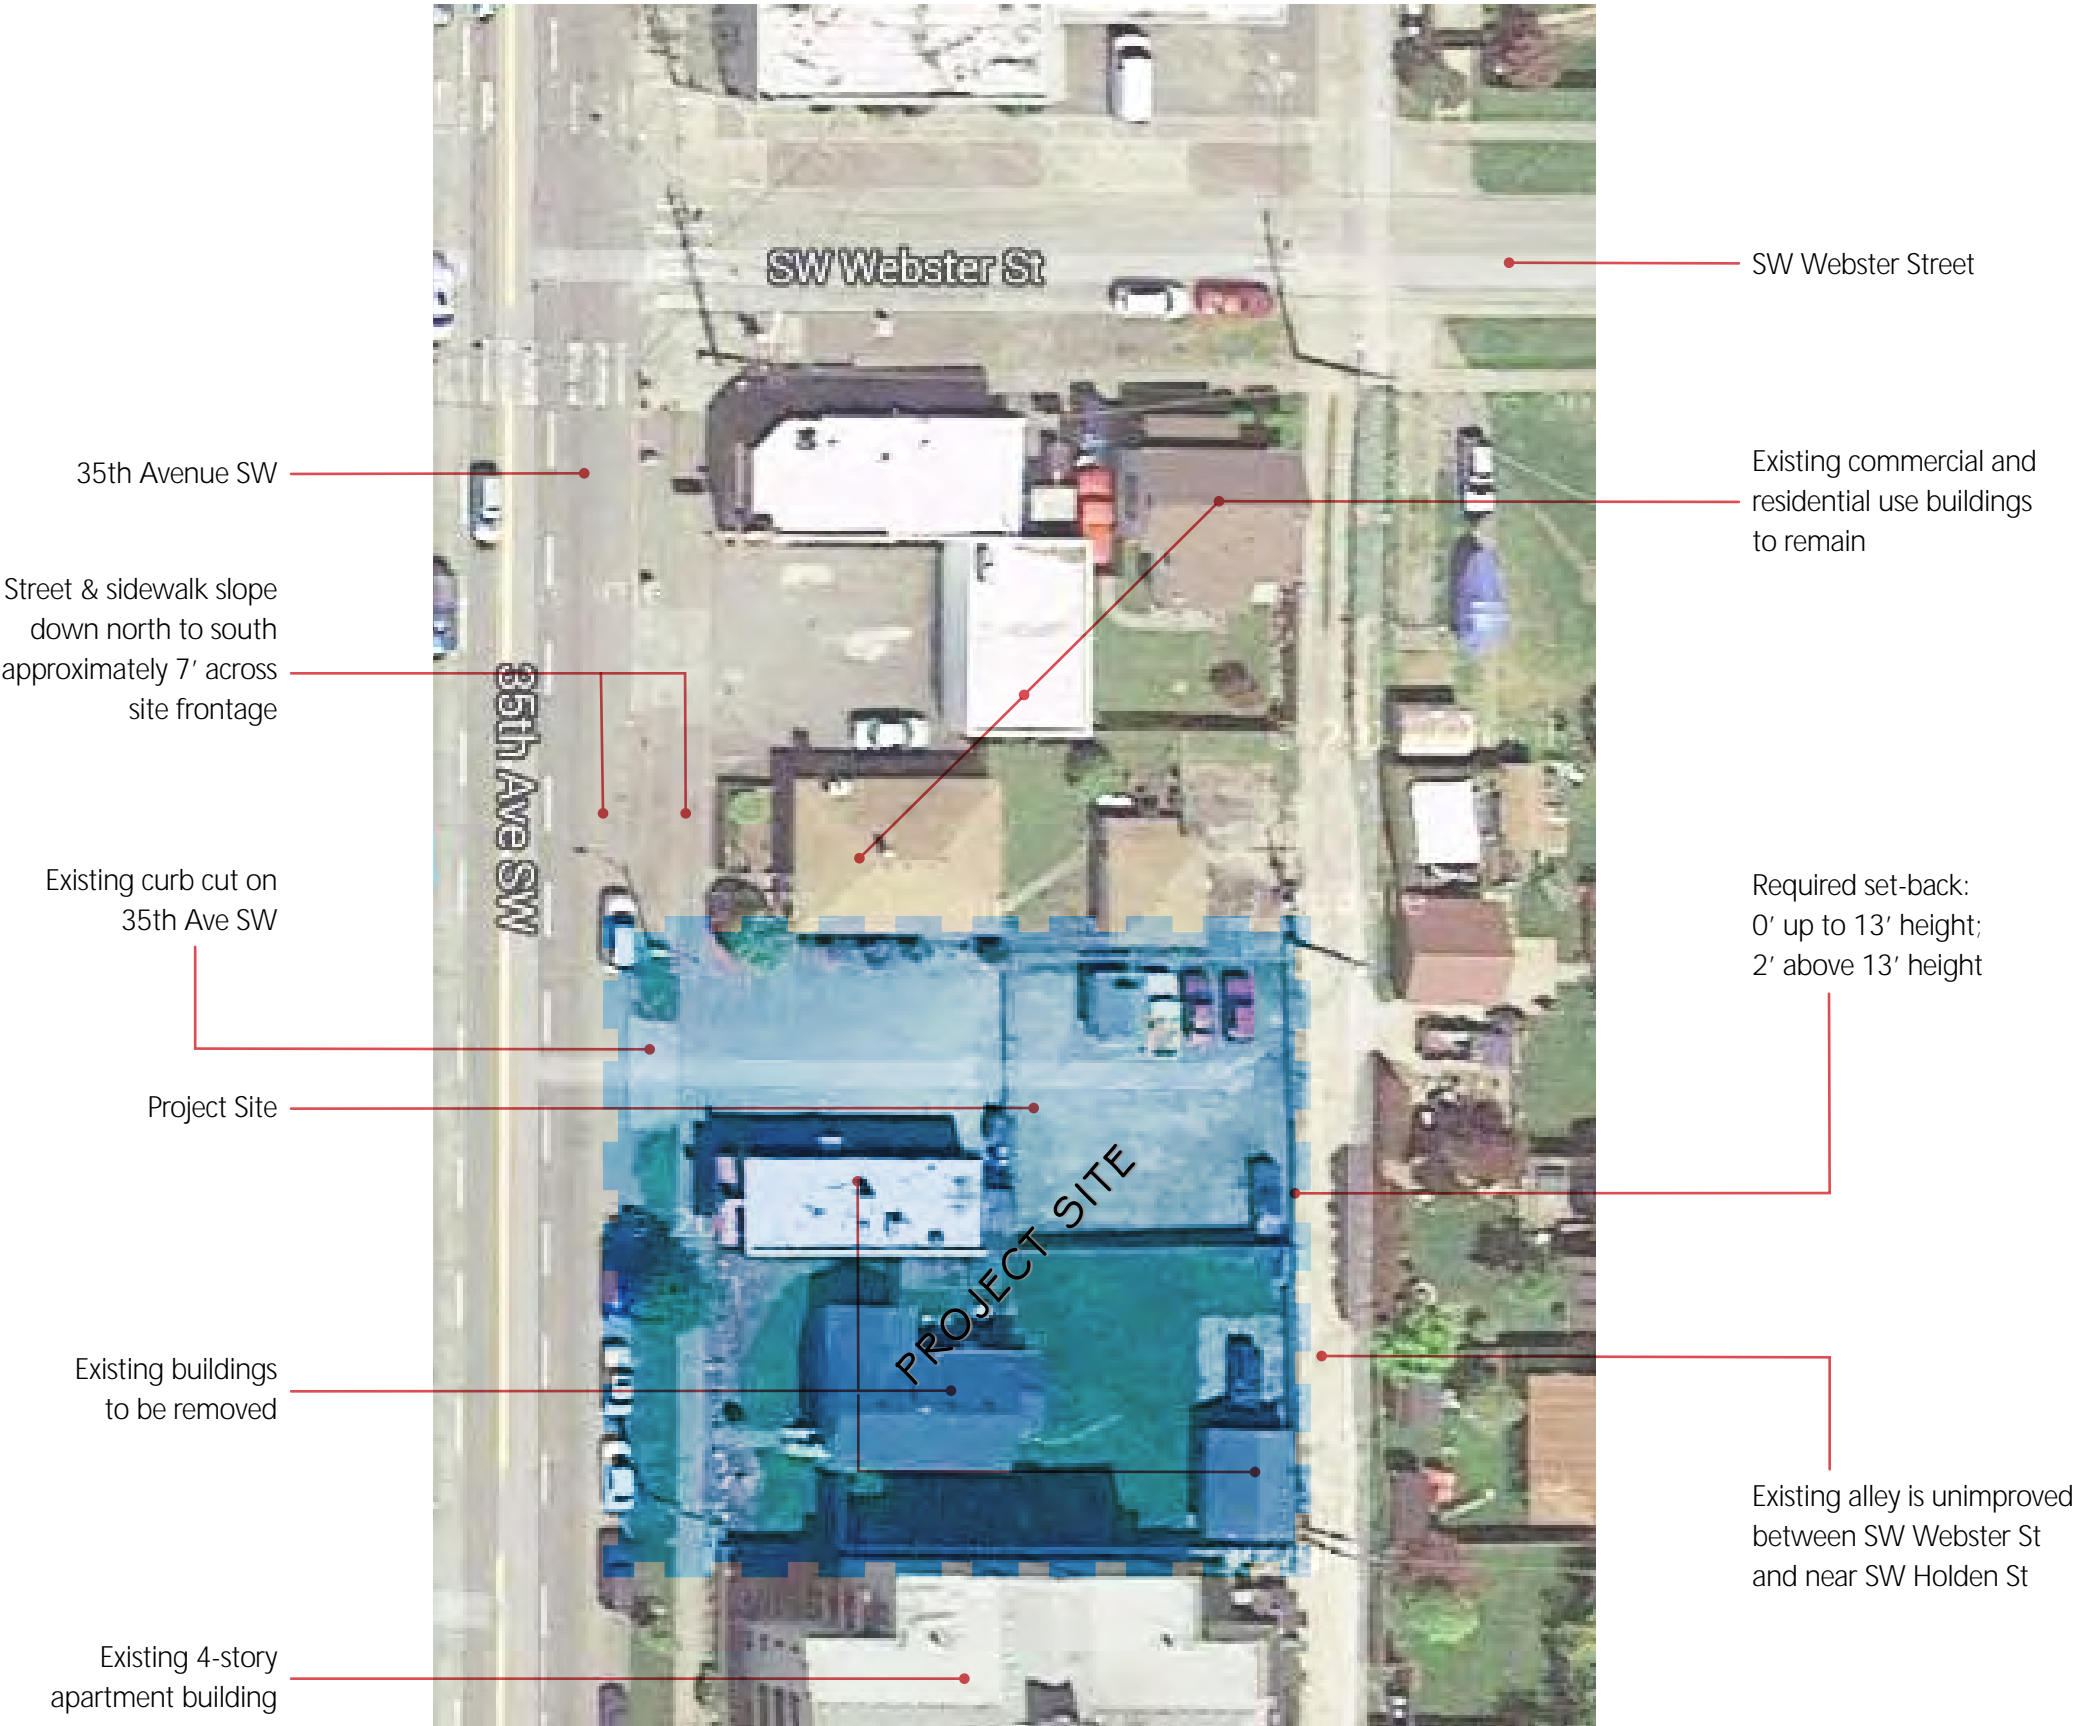 SW Webster St
SW Webster Street
35th Avenue SW
Existing commercial and
residential use buildings
to remain
Street & sidewalk slope
down north to south
approximately 7' across
site frontage
35th Ave SW
Existing curb cut on
35th Ave SW
Required set-back:
0' up to 13' height;
2' above 13' height
Project Site
PROJECT SITE
Existing buildings
to be removed
Existing alley is unimproved
between SW Webster St
and near SW Holden St
Existing 4-story
apartment building